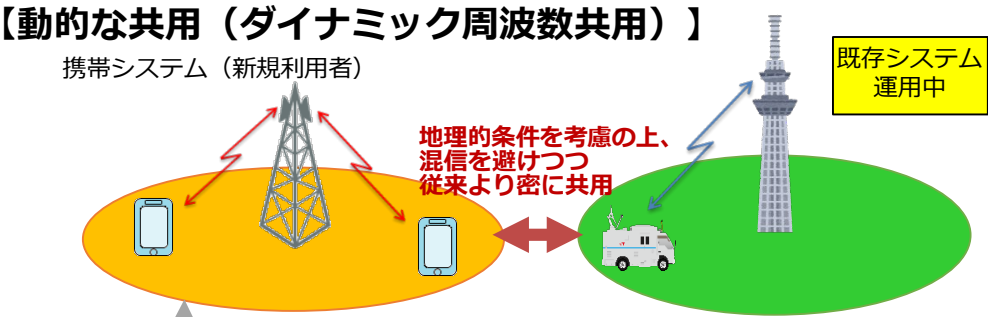 【動的な共用（ダイナミック周波数共用）】
携帯システム（新規利用者）
既存システム
運用中
地理的条件を考慮の上、
混信を避けつつ
従来より密に共用